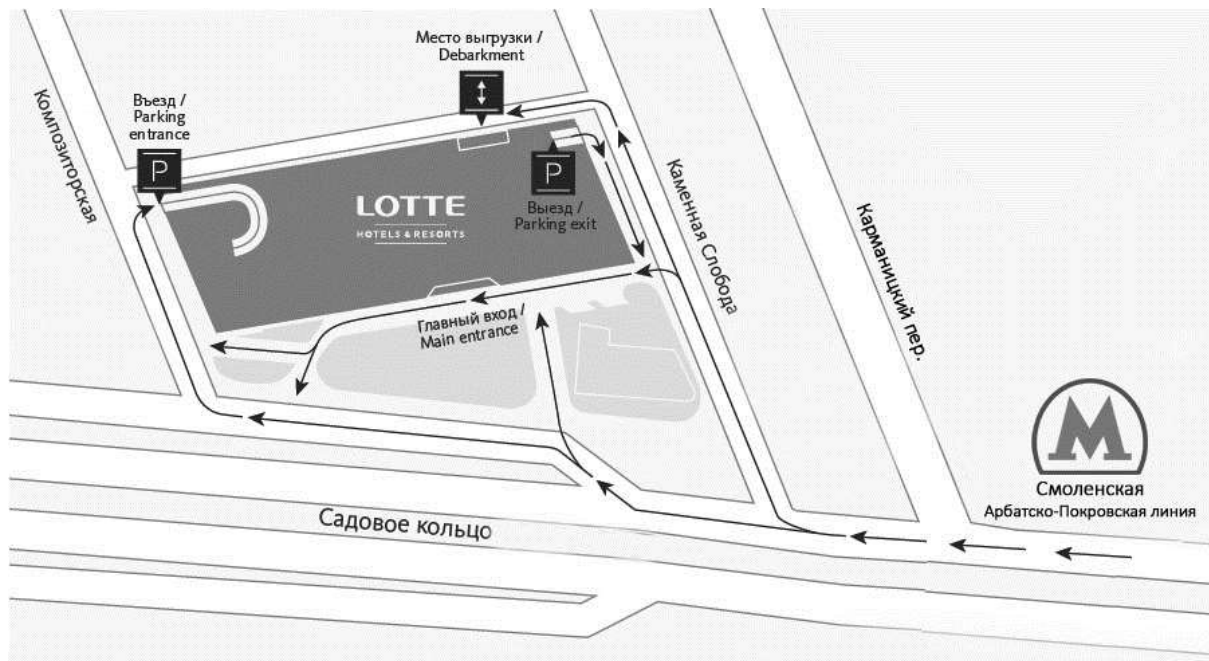 Место выгрузки /
Debarkment
Въезд /
Parking
entrance
P
Композиторская
LOTTE
HOTELS & RESORTS
P
Выезд /
Parking exit
Каменная Слобода
Карманицкий пер.
Главный вход /
Main entrance
M
Смоленская
Арбатско-Покровская линия
Садовое кольцо